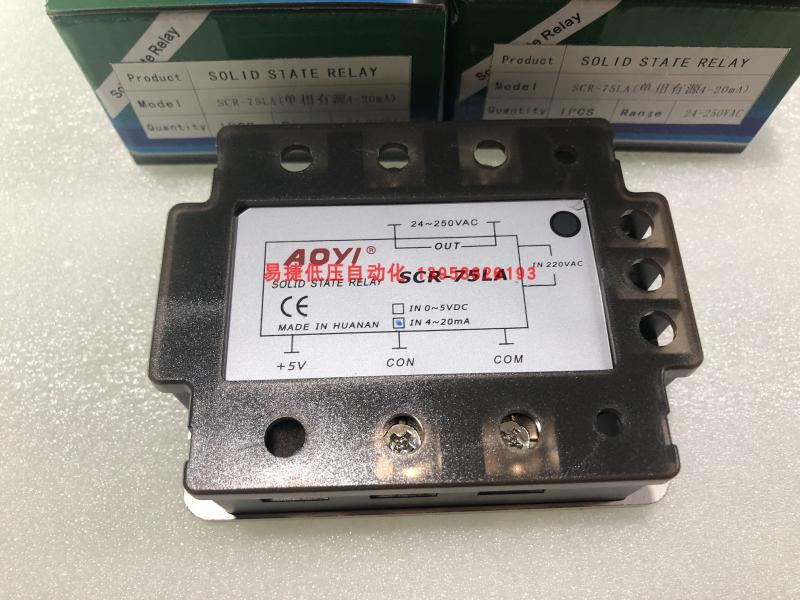 Solid State Relay
Product SOLID STATE RELAY
Model SCR-75LA(单相有源4-20mA)
Quantity 1PCS
State Relay
Product SOLID STATE RELAY
Model SCR-75LA(单相有源4-20mA)
Quantity 1PCS Range 24-250VAC
24~250VAC
OUT
AOYI®
IN 220VAC
易捷低压自动化
SCR-75LA
SOLID STATE RELAY
CE
IN 0~5VDC
IN 4~20mA
MADE IN HUANAN
+5V CON COM